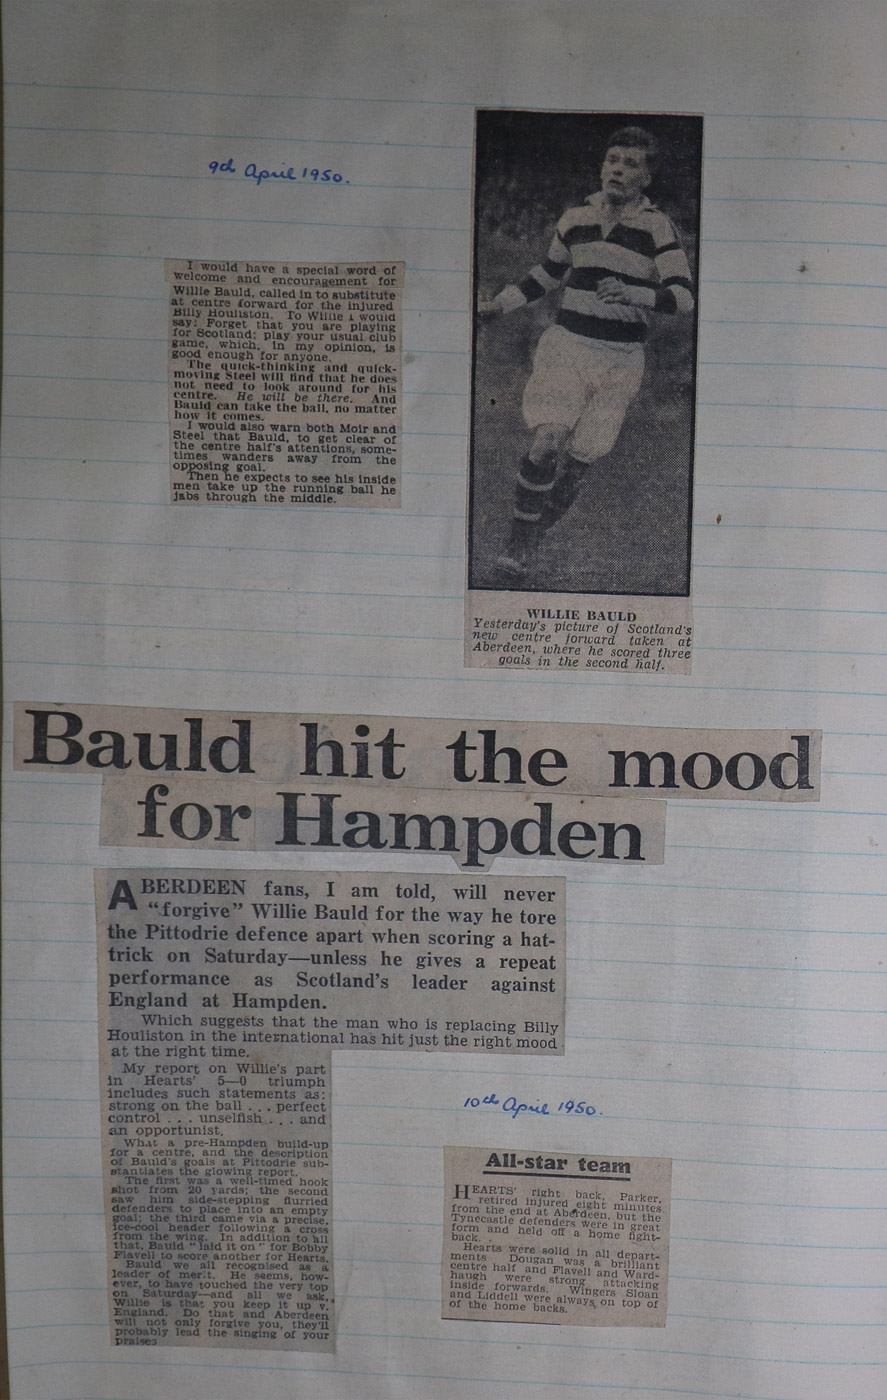 9th April 1950.
I would have a special word of
welcome and encouragement for
Willie Bauld, called in to substitute
at centre forward for the injured
Billy Houliston. To Willie I would
say: Forget that you are playing
for Scotland; play your usual club
game, which, in my opinion, is
good enough for anyone.
The quick-thinking and quick-
moving Steel will find that he does
not need to look around for his
centre. He will be there. And
Bauld can take the ball, no matter
how it comes.
I would also warn both Moir and
Steel that Bauld, to get clear of
the centre half's attentions, some-
times wanders away from the
opposing goal.
Then he expects to see his inside
men take up the running ball he
jabs through the middle.
WILLIE BAULD
Yesterday's picture of Scotland's
new centre forward taken at
Aberdeen, where he scored three
goals in the second half.
Bauld hit the mood
for Hampden
ABERDEEN fans, I am told, will never
"forgive" Willie Bauld for the way he tore
the Pittodrie defence apart when scoring a hat-
trick on Saturday—unless he gives a repeat
performance as Scotland's leader against
England at Hampden.
Which suggests that the man who is replacing Billy
Houliston in the international has hit just the right mood
at the right time.
My report on Willie's part
in Hearts' 5—0 triumph
includes such statements as:
strong on the ball . . . perfect
control . . . unselfish . . . and
an opportunist.
What a pre-Hampden build-up
for a centre, and the description
of Bauld's goals at Pittodrie sub-
stantiates the glowing report.
The first was a well-timed hook
shot from 20 yards; the second
saw him side-stepping flurried
defenders to place into an empty
goal; the third came via a precise,
ice-cool header following a cross
from the wing. In addition to all
that, Bauld "laid it on" for Bobby
Flavell to score another for Hearts.
Bauld we all recognised as a
leader of merit. He seems, how-
ever, to have touched the very top
on Saturday—and all we ask,
Willie is that you keep it up v.
England. Do that and Aberdeen
will not only forgive you, they'll
probably lead the singing of your
praises
10th April 1950.
All-star team
HEARTS' right back, Parker,
retired injured eight minutes
from the end at Aberdeen, but the
Tynecastle defenders were in great
form and held off a home fight-
back.
Hearts were solid in all depart-
ments Dougan was a brilliant
centre half and Flavell and Ward-
haugh were strong attacking
inside forwards. Wingers Sloan
and Liddell were always on top of
of the home backs.